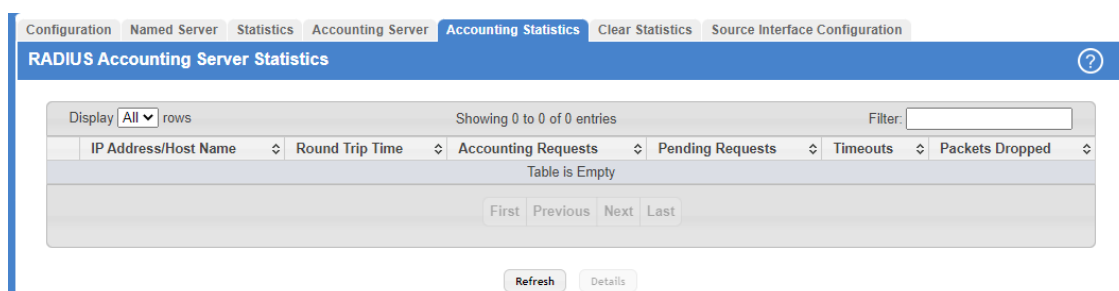 Configuration Named Server Statistics Accounting Server Accounting Statistics Clear Statistics Source Interface Configuration
RADIUS Accounting Server Statistics ?
Display All rows Showing 0 to 0 of 0 entries Filter:
IP Address/Host Name Round Trip Time Accounting Requests Pending Requests Timeouts Packets Dropped
Table is Empty
First Previous Next Last
Refresh Details